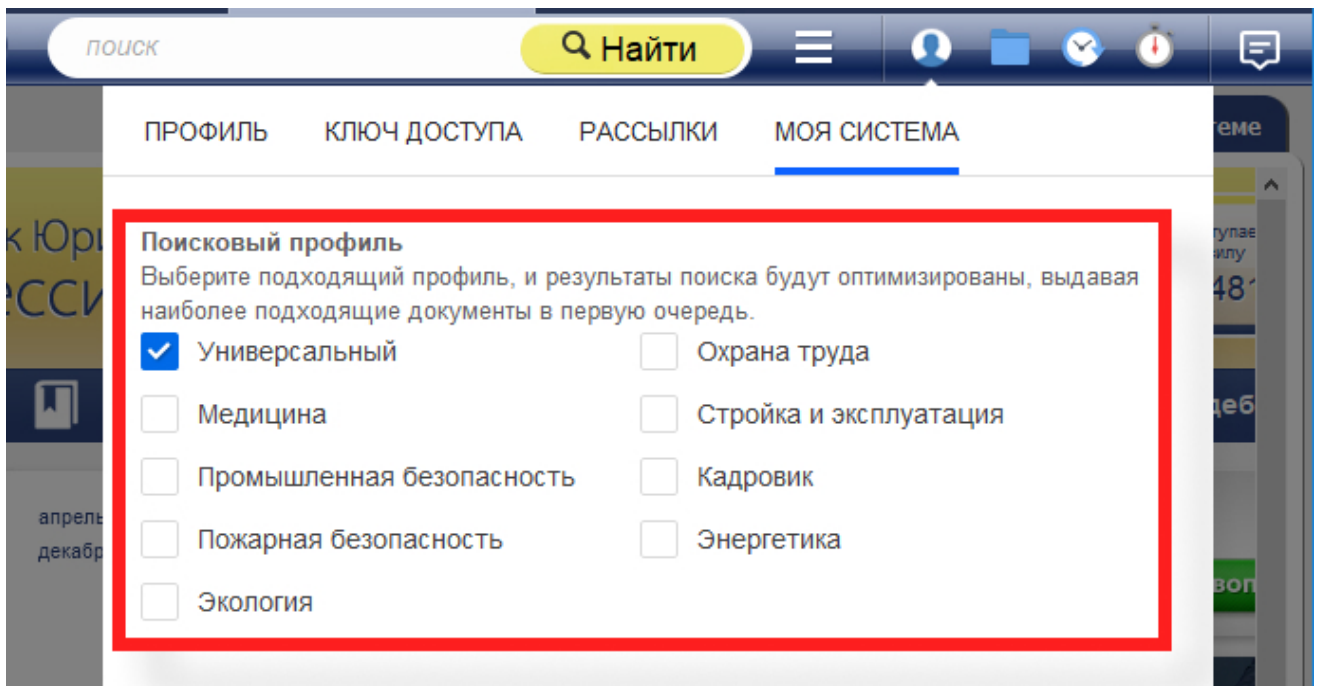 поиск
Найти
ПРОФИЛЬ
КЛЮЧ ДОСТУПА
РАССЫЛКИ
МОЯ СИСТЕМА
Поисковый профиль
Выберите подходящий профиль, и результаты поиска будут оптимизированы, выдавая
наиболее подходящие документы в первую очередь.
Универсальный
Охрана труда
Медицина
Стройка и эксплуатация
Промышленная безопасность
Кадровик
Пожарная безопасность
Энергетика
Экология